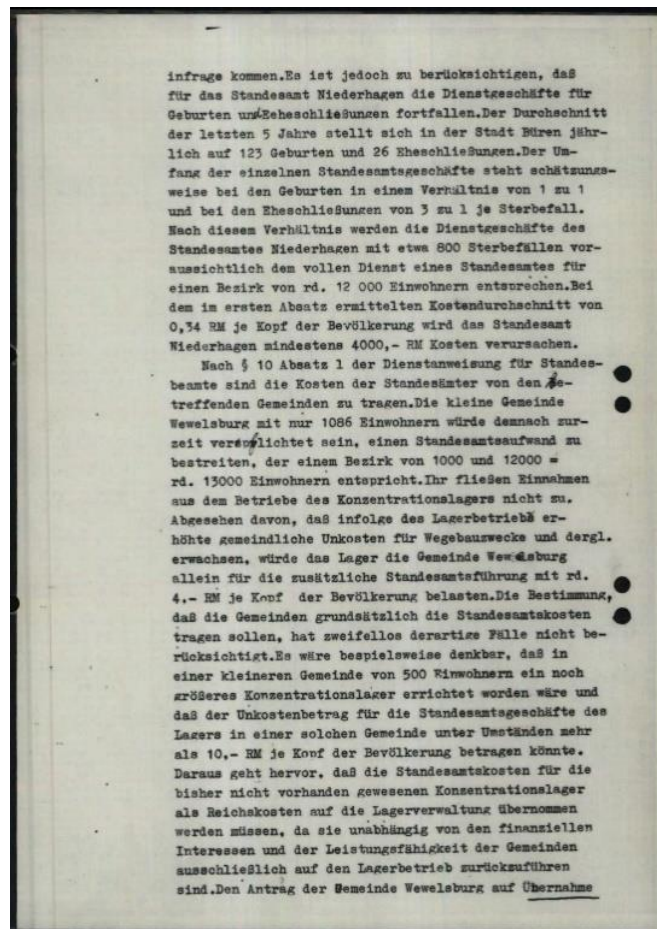 infrage kommen.Es ist jedoch zu berücksichtigen, daß
für das Standesamt Niederhagen die Dienstgeschäfte für
Geburten und Eeheschließungen fortfallen.Der Durchschnitt
der letzten 5 Jahre stellt sich in der Stadt Büren jähr-
lich auf 123 Geburten und 26 Eheschließungen.Der Um-
fang der einzelnen Standesamtsgeschäfte steht schätzungs-
weise bei den Geburten in einem Verhältnis von 1 zu 1
und bei den Eheschließungen von 3 zu 1 je Sterbefall.
Nach diesem Verhältnis werden die Dienstgeschäfte des
Standesamtes Niederhagen mit etwa 800 Sterbefällen vor-
aussichtlich dem vollen Dienst eines Standesamtes für
einen Bezirk von rd. 12 000 Einwohnern entsprechen.Bei
dem im ersten Absatz ermittelten Kostendurchschnitt von
0,34 RM je Kopf der Bevölkerung wird das Standesamt
Niederhagen mindestens 4000,- RM Kosten verursachen.
Nach § 10 Absatz 1 der Dienstanweisung für Standes-
beamte sind die Kosten der Standesämter von den be-
treffenden Gemeinden zu tragen.Die kleine Gemeinde
Wewelsburg mit nur 1086 Einwohnern würde demnach zur-
zeit verpflichtet sein, einen Standesamtsaufwand zu
bestreiten, der einem Bezirk von 1000 und 12000 =
rd. 13000 Einwohnern entspricht.Ihr fließen Einnahmen
aus dem Betriebe des Konzentrationslagers nicht zu.
Abgesehen davon, daß infolge des Lagerbetriebs er-
höhte gemeindliche Unkosten für Wegebauzwecke und dergl.
erwachsen, würde das Lager die Gemeinde Wewelsburg
allein für die zusätzliche Standesamtsführung mit rd.
4,- RM je Kopf der Bevölkerung belasten.Die Bestimmung,
daß die Gemeinden grundsätzlich die Standesamtskosten
tragen sollen, hat zweifellos derartige Fälle nicht be-
rücksichtigt.Es wäre bespielsweise denkbar, daß in
einer kleineren Gemeinde von 500 Einwohnern ein noch
größeres Konzentrationslager errichtet worden wäre und
daß der Unkostenbetrag für die Standesamtsgeschäfte des
Lagers in einer solchen Gemeinde unter Umständen mehr
als 10,- RM je Kopf der Bevölkerung betragen könnte.
Daraus geht hervor, daß die Standesamtskosten für die
bisher nicht vorhanden gewesenen Konzentrationslager
als Reichskosten auf die Lagerverwaltung übernommen
werden müssen, da sie unabhängig von den finanziellen
Interessen und der Leistungsfähigkeit der Gemeinden
ausschließlich auf den Lagerbetrieb zurückzuführen
sind.Den Antrag der Gemeinde Wewelsburg auf Übernahme